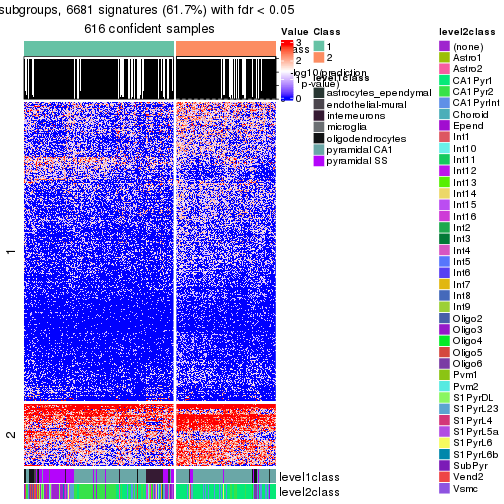 subgroups, 6681 signatures (61.7%) with fdr < 0.05
616 confident samples
1
2
level1class
level2class
Value
3
2
1
0
-log10(prediction
p-value)
Class
1
2
level1class
astrocytes_ependymal
endothelial-mural
interneurons
microglia
oligodendrocytes
pyramidal CA1
pyramidal SS
level2class
(none)
Astro1
Astro2
CA1Pyr1
CA1Pyr2
CA1PyrInt
Choroid
Epend
Int1
Int10
Int11
Int12
Int13
Int14
Int15
Int16
Int2
Int3
Int4
Int5
Int6
Int7
Int8
Int9
Oligo2
Oligo3
Oligo4
Oligo5
Oligo6
Pvm1
Pvm2
S1PyrDL
S1PyrL23
S1PyrL4
S1PyrL5a
S1PyrL6
S1PyrL6b
SubPyr
Vend2
Vsmc